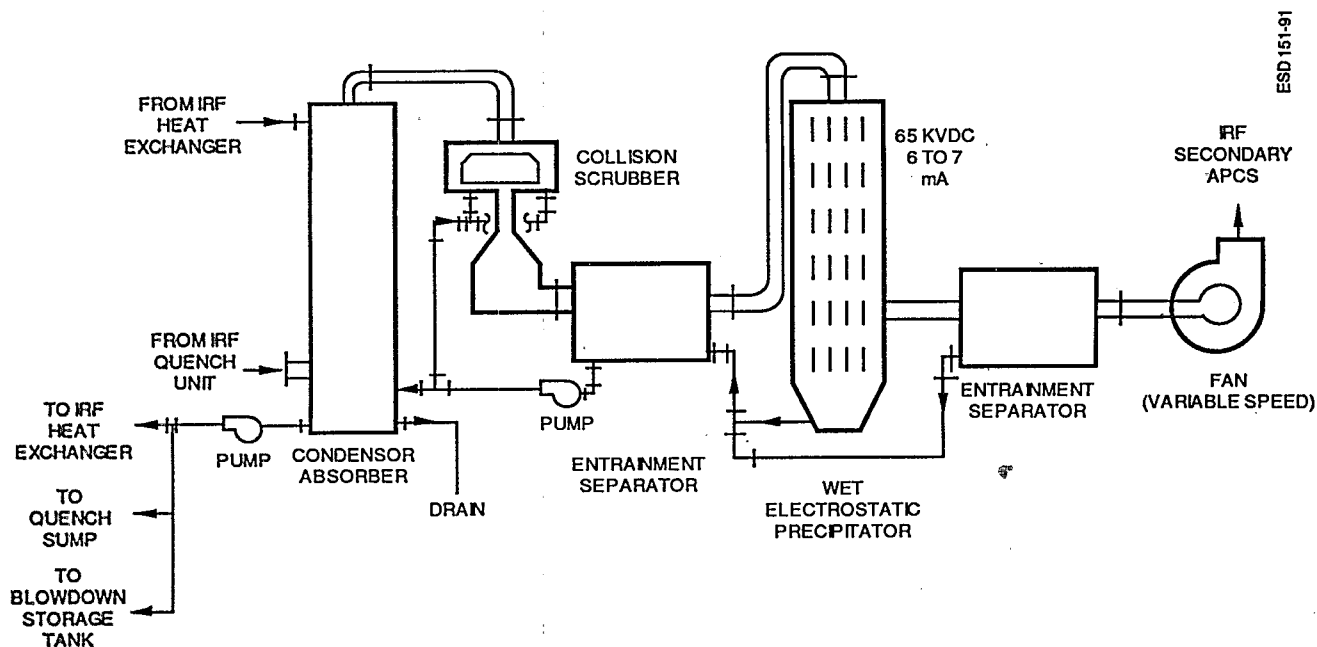 ESD 151-91
FROM IRF
HEAT
EXCHANGER
COLLISION
SCRUBBER
65 KVDC
6 TO 7
mA
IRF
SECONDARY
APCS
FROM IRF
QUENCH
UNIT
TO IRF
HEAT
EXCHANGER
PUMP
CONDENSOR
ABSORBER
DRAIN
PUMP
ENTRAINMENT
SEPARATOR
WET
ELECTROSTATIC
PRECIPITATOR
ENTRAINMENT
SEPARATOR
FAN
(VARIABLE SPEED)
TO
QUENCH
SUMP
TO
BLOWDOWN
STORAGE
TANK